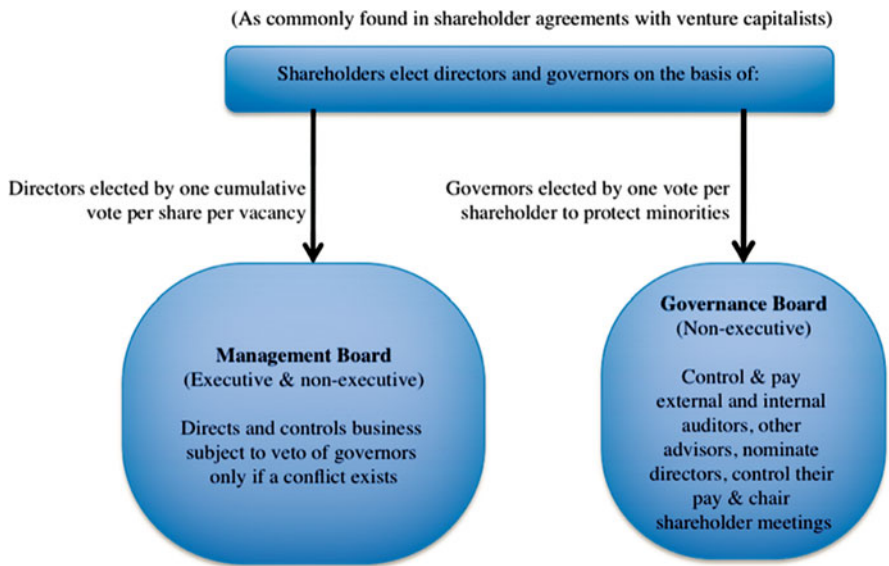 (As commonly found in shareholder agreements with venture capitalists)
Shareholders elect directors and governors on the basis of:
Directors elected by one cumulative
vote per share per vacancy
Governors elected by one vote per
shareholder to protect minorities
Management Board
(Executive & non-executive)
Directs and controls business
subject to veto of governors
only if a conflict exists
Governance Board
(Non-executive)
Control & pay
external and internal
auditors, other
advisors, nominate
directors, control their
pay & chair
shareholder meetings